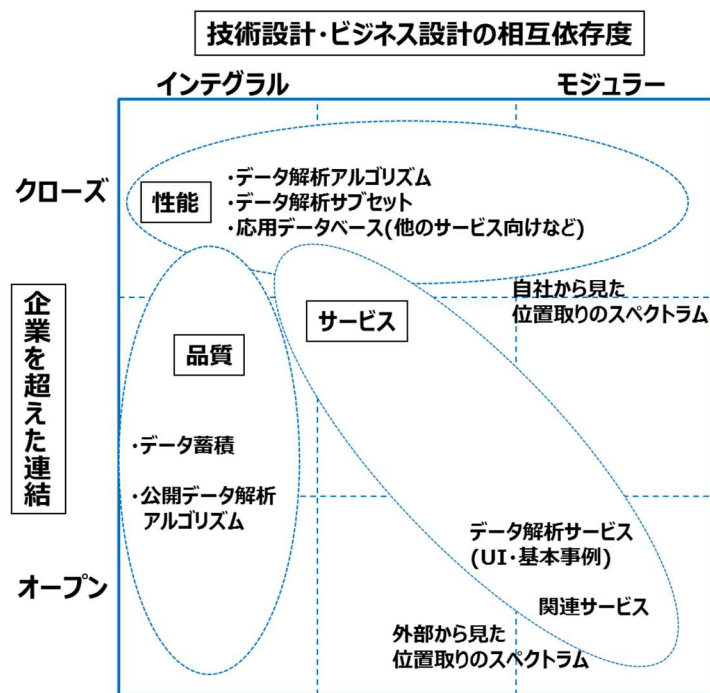 技術設計・ビジネス設計の相互依存度
インテグラル
モジュラー
クローズ
性能
・データ解析アルゴリズム
・データ解析サブセット
・応用データベース(他のサービス向けなど)
自社から見た
位置取りのスペクトラム
サービス
企業を超えた連結
品質
・データ蓄積
・公開データ解析
アルゴリズム
データ解析サービス
(UI・基本事例)
オープン
関連サービス
外部から見た
位置取りのスペクトラム